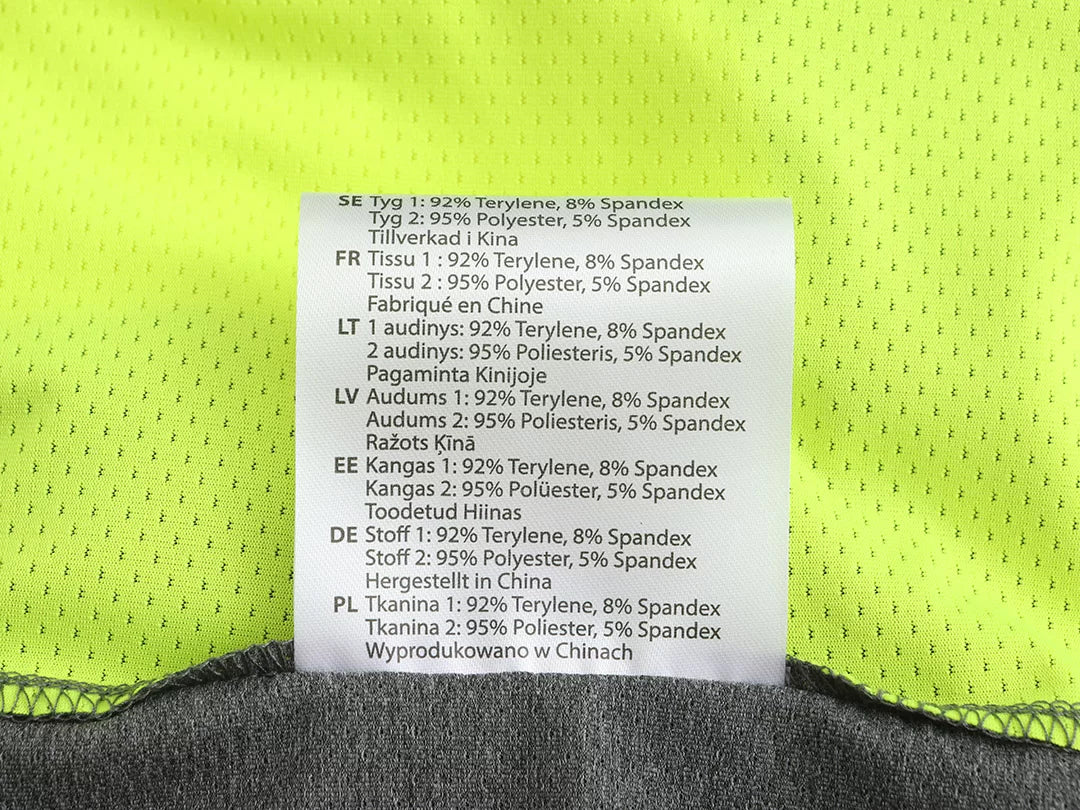 SE Tyg 1: 92% Terylene, 8% Spandex
Tyg 2: 95% Polyester, 5% Spandex
Tillverkad i Kina
FR Tissu 1 : 92% Terylene, 8% Spandex
Tissu 2 : 95% Polyester, 5% Spandex
Fabriqué en Chine
LT 1 audinys: 92% Terylene, 8% Spandex
2 audinys: 95% Poliesteris, 5% Spandex
Pagaminta Kinijoje
LV Audums 1: 92% Terylene, 8% Spandex
Audums 2: 95% Poliesteris, 5% Spandex
Ražots Ķīnā
EE Kangas 1: 92% Terylene, 8% Spandex
Kangas 2: 95% Polüester, 5% Spandex
Toodetud Hiinas
DE Stoff 1: 92% Terylene, 8% Spandex
Stoff 2: 95% Polyester, 5% Spandex
Hergestellt in China
PL Tkanina 1: 92% Terylene, 8% Spandex
Tkanina 2: 95% Poliester, 5% Spandex
Wyprodukowano w Chinach